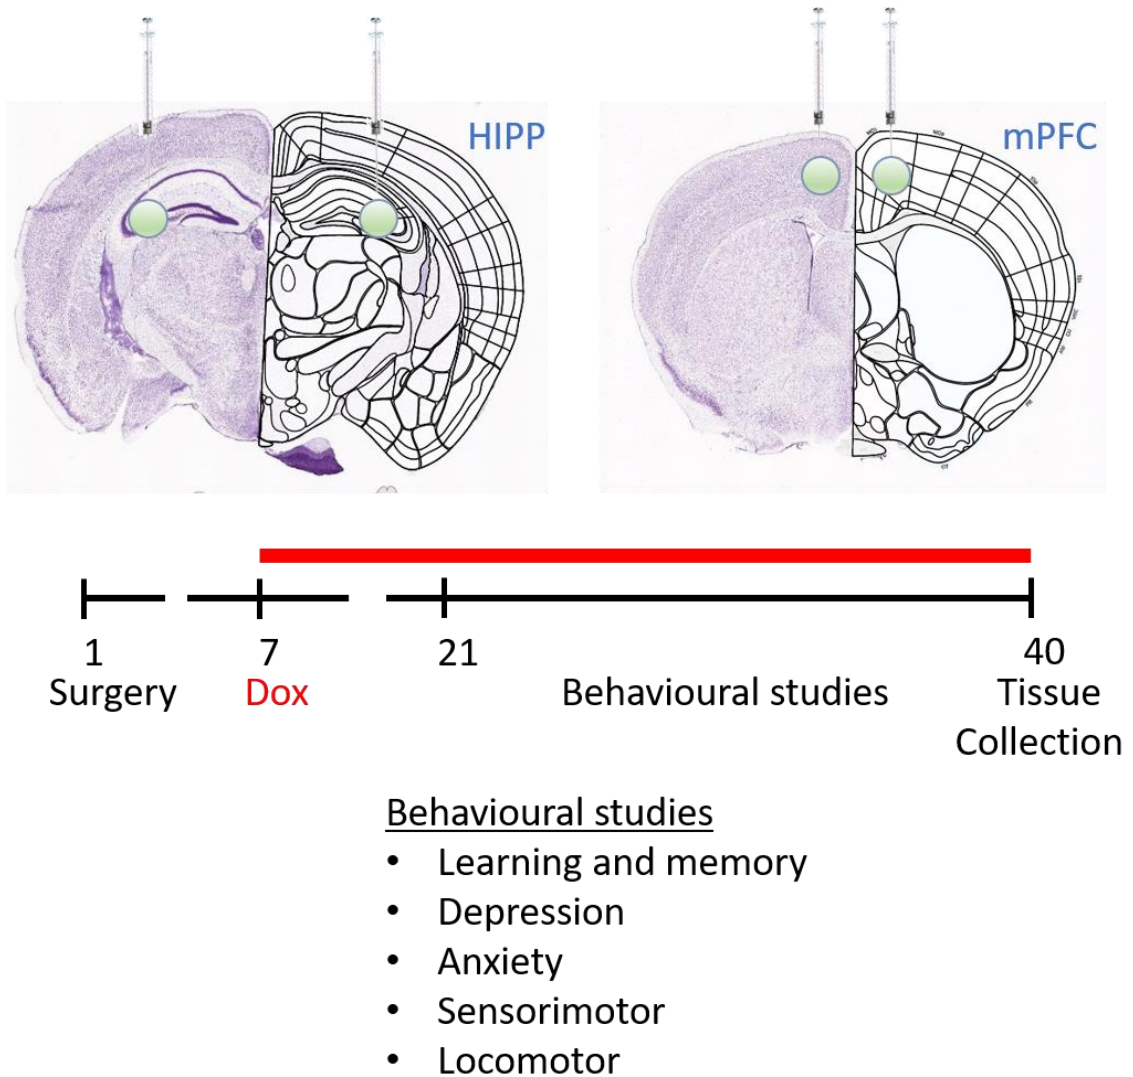 HIPP
mPFC
1
7
21
40
Surgery
Dox
Behavioural studies
Tissue
Collection
Behavioural studies
• Learning and memory
• Depression
• Anxiety
• Sensorimotor
• Locomotor